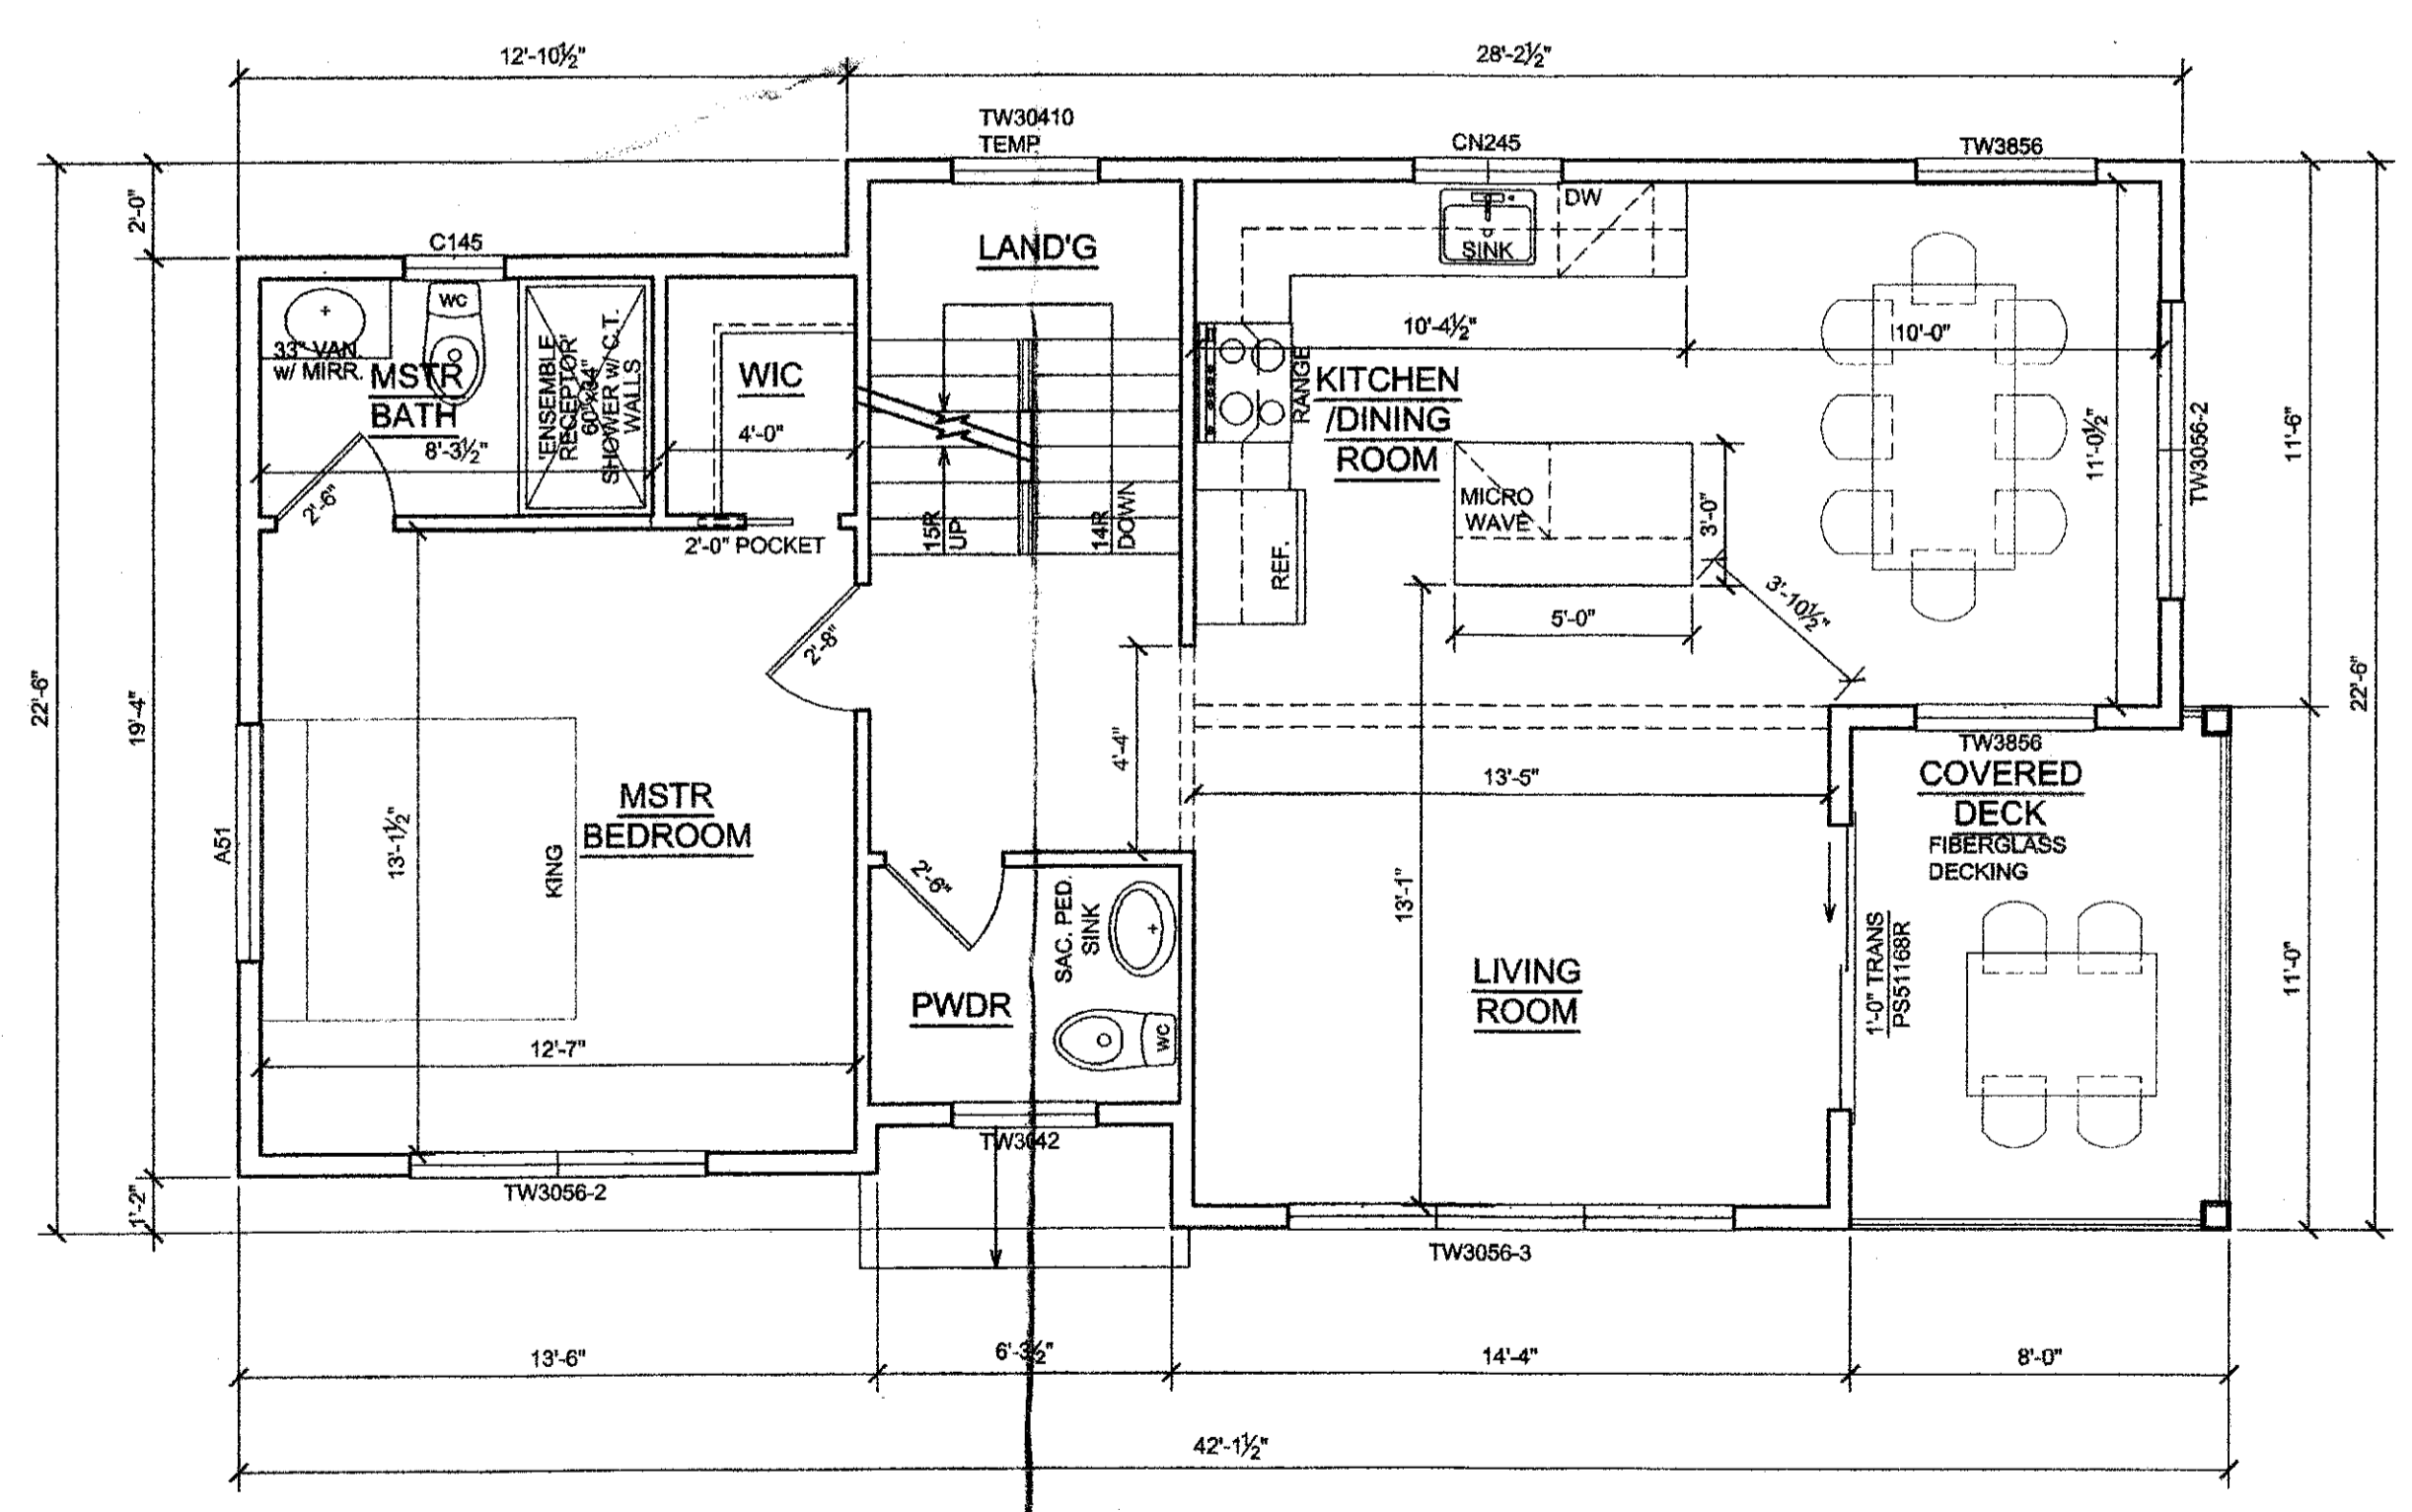 12'-10½"
28'-2½"
TW30410
TEMP
CN245
TW3856
2'-0"
C145
LAND'G
SINK
DW
WC
33" VAN.
w/ MIRR.
MSTR
BATH
8'-3½"
2'-6"
'ENSEMBLE
RECEPTOR'
60"x34"
SHOWER w/ C.T.
WALLS
WIC
4'-0"
2'-0" POCKET
15R
UP
14R
DOWN
RANGE
10'-4½"
10'-0"
KITCHEN
/DINING
ROOM
MICRO
WAVE
3'-0"
REF.
5'-0"
3'-10½"
11'-0½"
TW3056-2
11'-6"
22'-6"
22'-6"
19'-4"
2'-8"
4'-4"
13'-5"
TW3856
COVERED
DECK
FIBERGLASS
DECKING
A51
13'-1½"
KING
MSTR
BEDROOM
2'-6"
SAC. PED.
SINK
PWDR
WC
13'-1"
LIVING
ROOM
1'-0" TRANS
PS51168R
11'-0"
12'-7"
1'-2"
TW3056-2
TW3042
TW3056-3
13'-6"
6'-3½"
14'-4"
8'-0"
42'-1½"